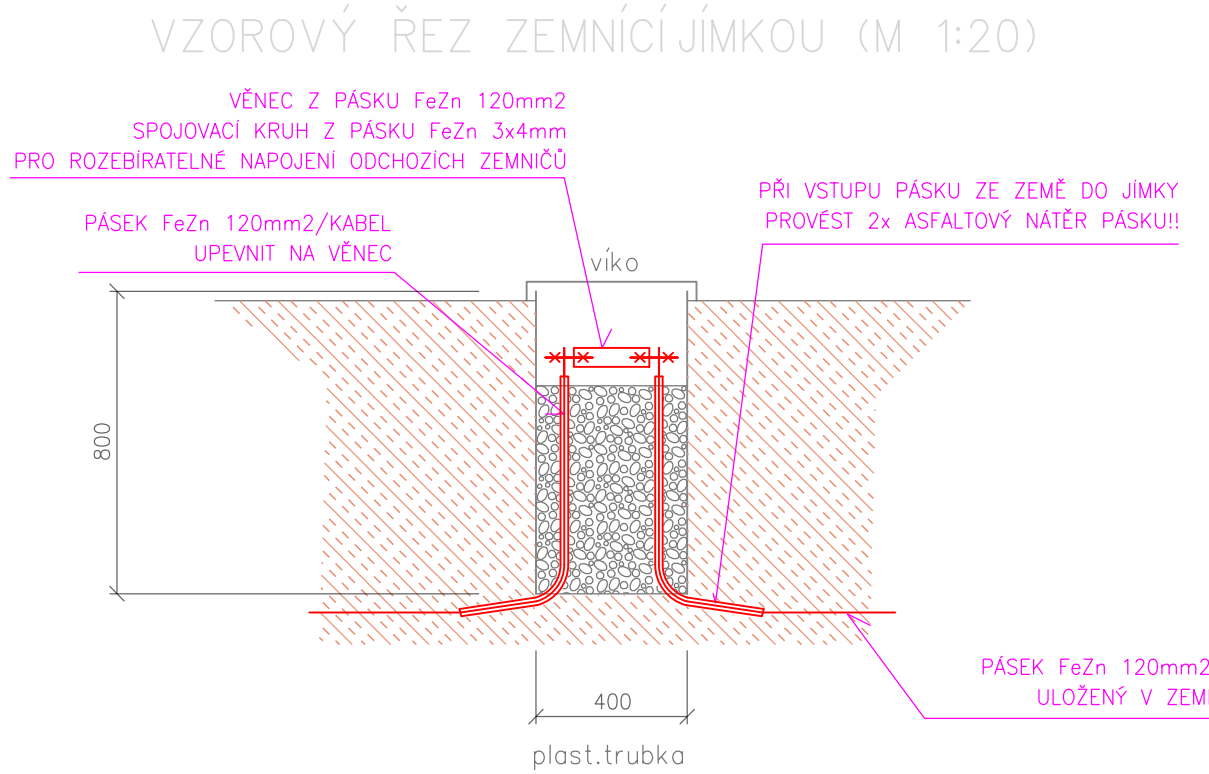 VZOROVÝ ŘEZ ZEMNÍCÍ JÍMKOU (M 1:20)
VĚNEC Z PÁSKU FeZn 120mm2
SPOJOVACÍ KRUH Z PÁSKU FeZn 3x4mm
PRO ROZEBÍRATELNÉ NAPOJENÍ ODCHOZÍCH ZEMNIČŮ
PŘI VSTUPU PÁSKU ZE ZEMĚ DO JÍMKY
PROVÉST 2x ASFALTOVÝ NÁTĚR PÁSKU!!
PÁSEK FeZn 120mm2/KABEL
UPEVNIT NA VĚNEC
víko
800
PÁSEK FeZn 120mm2
ULOŽENÝ V ZEMI
400
plast.trubka